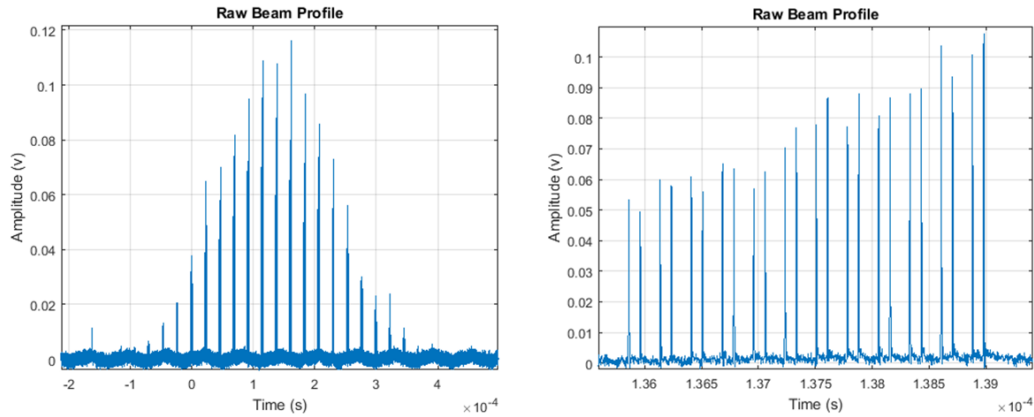 Raw Beam Profile
0.12
0.1
0.08
0.06
0.04
0.02
0
Amplitude (v)
-2 -1 0 1 2 3 4
Time (s)
×10⁻⁴
Raw Beam Profile
0.1
0.09
0.08
0.07
0.06
0.05
0.04
0.03
0.02
0.01
0
Amplitude (v)
1.36 1.365 1.37 1.375 1.38 1.385 1.39
Time (s)
×10⁻⁴